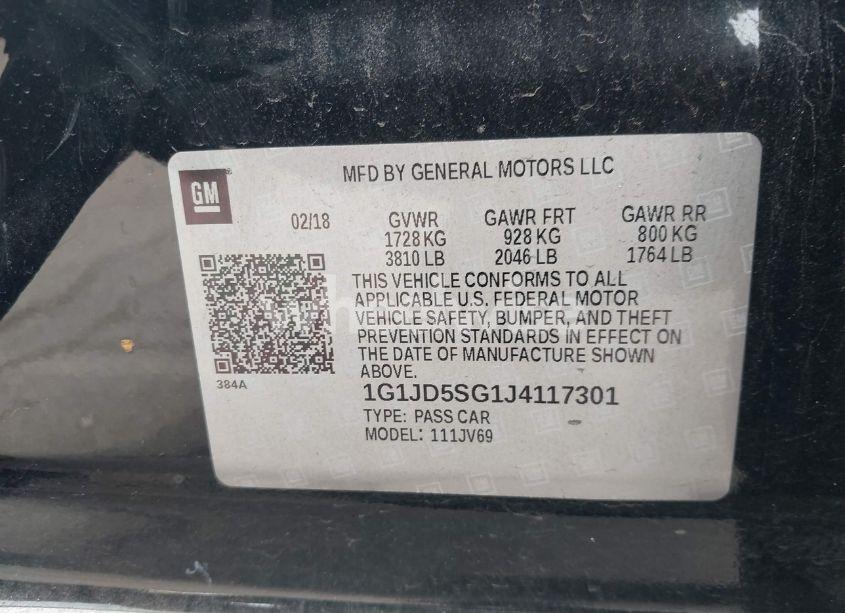 MFD BY GENERAL MOTORS LLC
GM
02/18 GVWR GAWR FRT GAWR RR
1728 KG 928 KG 800 KG
3810 LB 2046 LB 1764 LB
THIS VEHICLE CONFORMS TO ALL
APPLICABLE U.S. FEDERAL MOTOR
VEHICLE SAFETY, BUMPER, AND THEFT
PREVENTION STANDARDS IN EFFECT ON
THE DATE OF MANUFACTURE SHOWN
ABOVE.
384A
1G1JD5SG1J4117301
TYPE: PASS CAR
MODEL: 111JV69